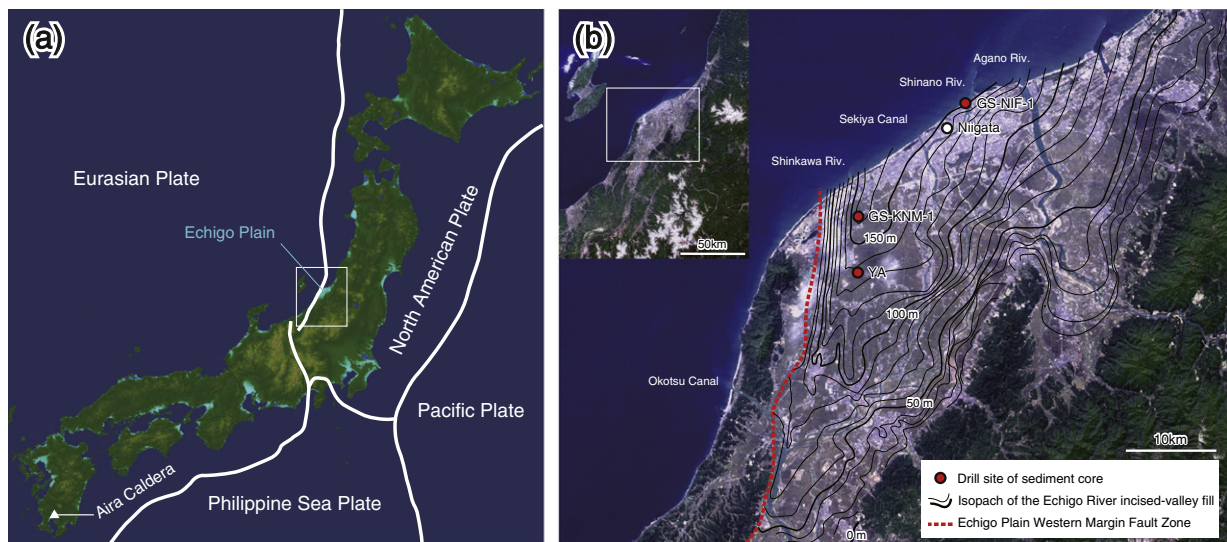 (a)
Eurasian Plate
Echigo Plain
North American Plate
Pacific Plate
Aira Caldera
Philippine Sea Plate
(b)
50km
Agano Riv.
Shinano Riv.
GS-NIF-1
Sekiya Canal
Niigata
Shinkawa Riv.
GS-KNM-1
150 m
YA
100 m
Okotsu Canal
50 m
10km
0 m
Drill site of sediment core
Isopach of the Echigo River incised-valley fill
Echigo Plain Western Margin Fault Zone